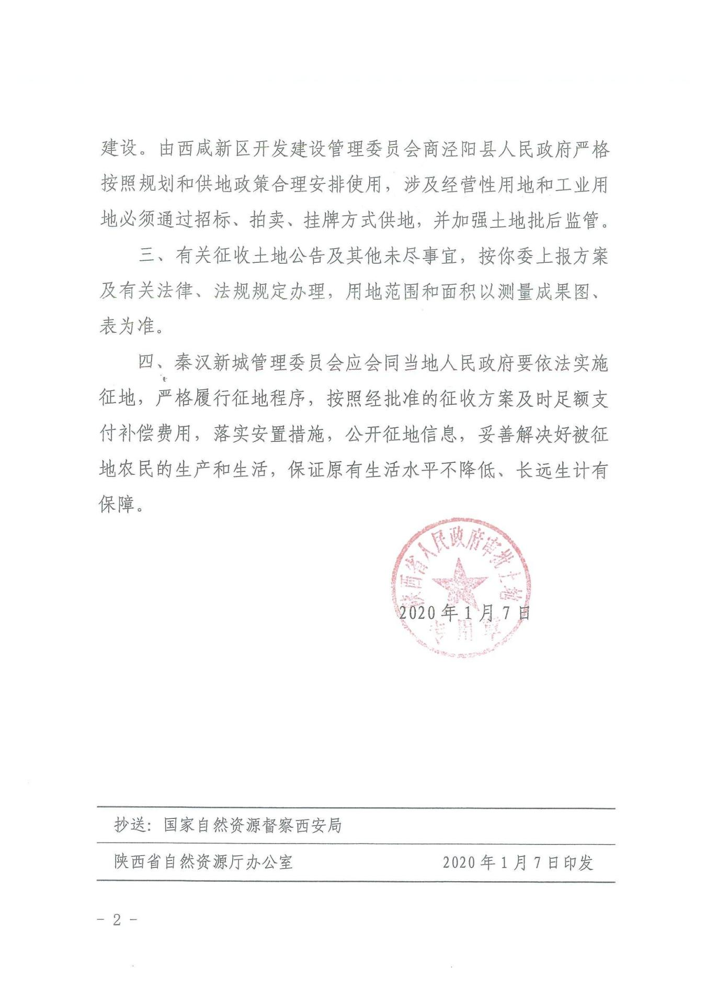 建设。由西咸新区开发建设管理委员会商泾阳县人民政府严格
按照规划和供地政策合理安排使用，涉及经营性用地和工业用
地必须通过招标、拍卖、挂牌方式供地，并加强土地批后监管。
三、有关征收土地公告及其他未尽事宜，按你委上报方案
及有关法律、法规规定办理，用地范围和面积以测量成果图、
表为准。
四、秦汉新城管理委员会应会同当地人民政府要依法实施
征地，严格履行征地程序，按照经批准的征收方案及时足额支
付补偿费用，落实安置措施，公开征地信息，妥善解决好被征
地农民的生产和生活，保证原有生活水平不降低、长远生计有
保障。
陕西省人民政府审批土地
2020年1月7日
专用章
抄送：国家自然资源督察西安局
陕西省自然资源厅办公室 2020年1月7日印发
- 2 -